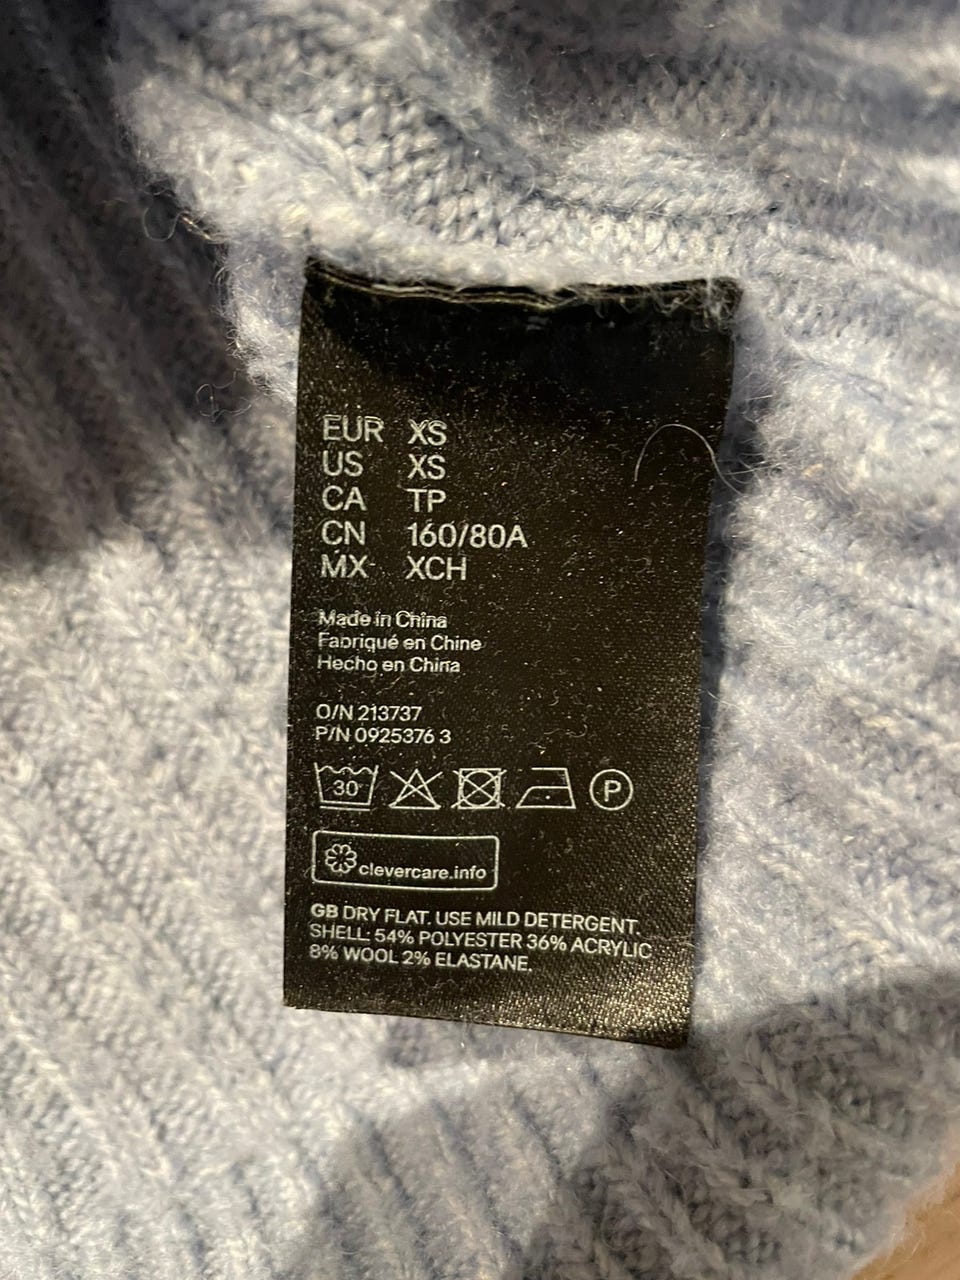 EUR XS
US XS
CA TP
CN 160/80A
MX XCH
Made in China
Fabriqué en Chine
Hecho en China
O/N 213737
P/N 0925376 3
30 P
clevercare.info
GB DRY FLAT. USE MILD DETERGENT.
SHELL: 54% POLYESTER 36% ACRYLIC
8% WOOL 2% ELASTANE.